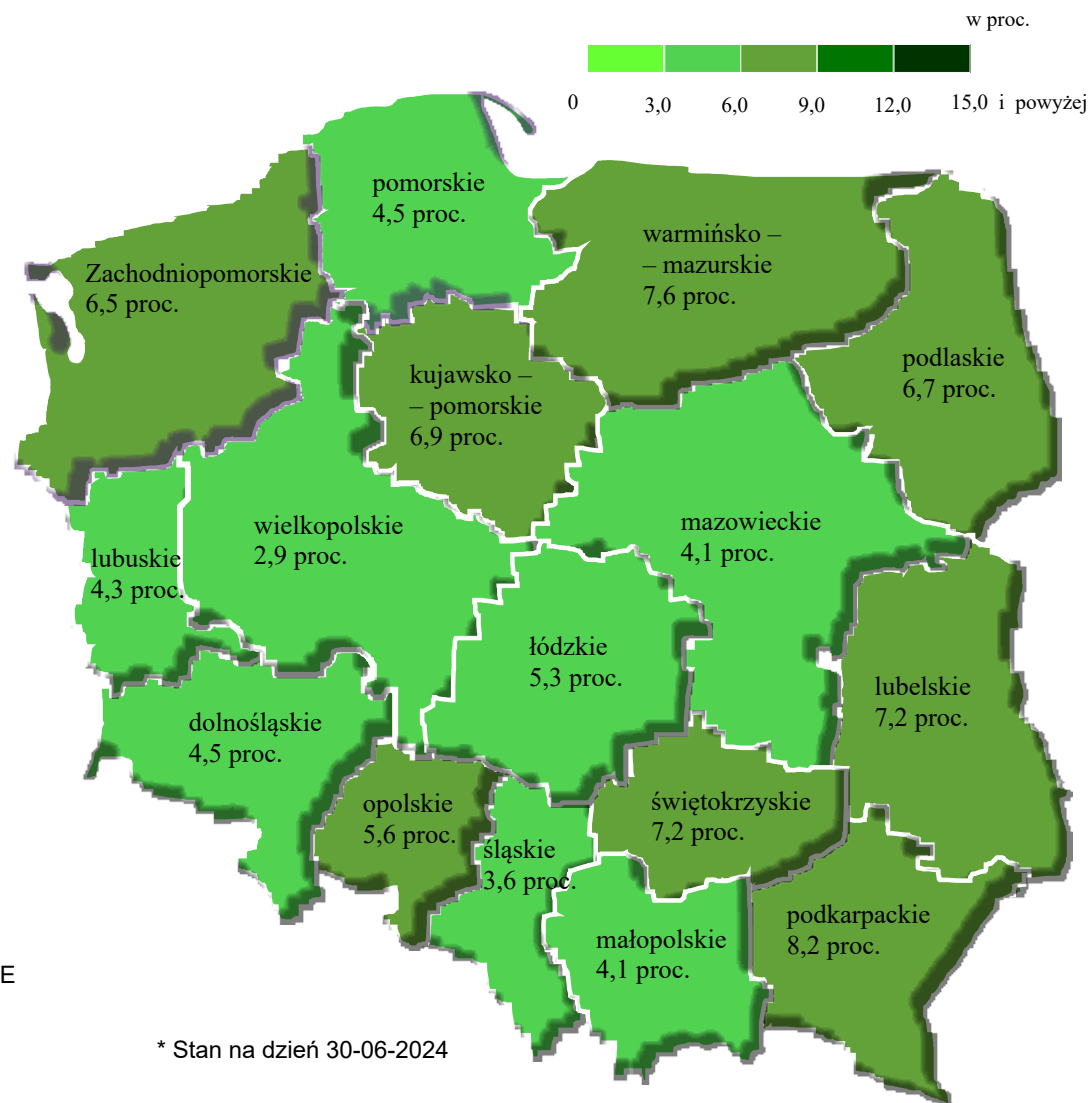 w proc.
0 3,0 6,0 9,0 12,0 15,0 i powyżej
pomorskie
4,5 proc.
warmińsko –
– mazurskie
7,6 proc.
Zachodniopomorskie
6,5 proc.
podlaskie
6,7 proc.
kujawsko –
– pomorskie
6,9 proc.
wielkopolskie
2,9 proc.
mazowieckie
4,1 proc.
lubuskie
4,3 proc.
łódzkie
5,3 proc.
lubelskie
7,2 proc.
dolnośląskie
4,5 proc.
opolskie
5,6 proc.
świętokrzyskie
7,2 proc.
śląskie
3,6 proc.
podkarpackie
8,2 proc.
małopolskie
4,1 proc.
E
* Stan na dzień 30-06-2024